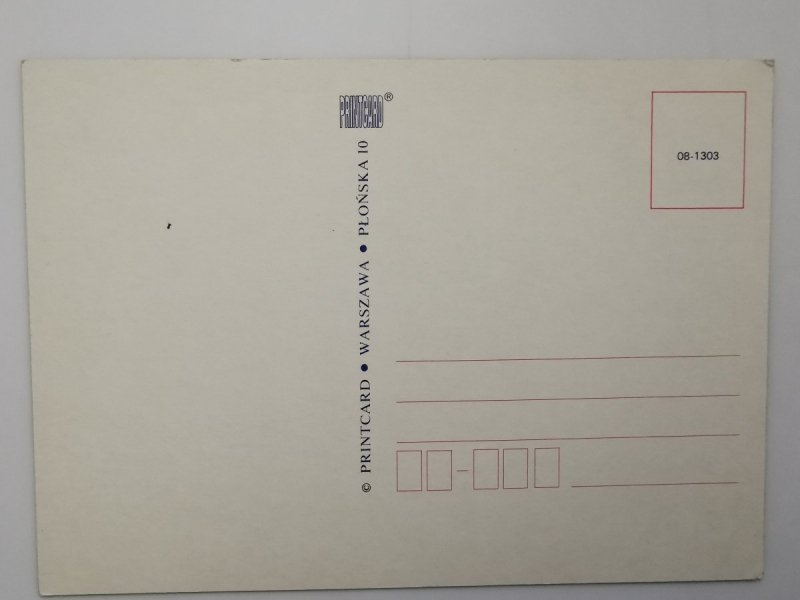 PRINTCARD®
© PRINTCARD ● WARSZAWA ● PŁOŃSKA 10
08-1303